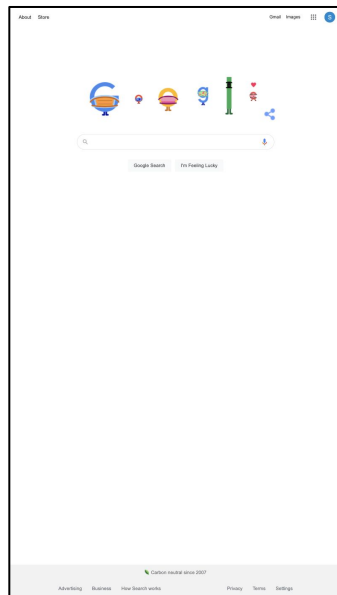 About Store Gmail Images S
Google Search I'm Feeling Lucky
Carbon neutral since 2007
Advertising Business How Search works Privacy Terms Settings